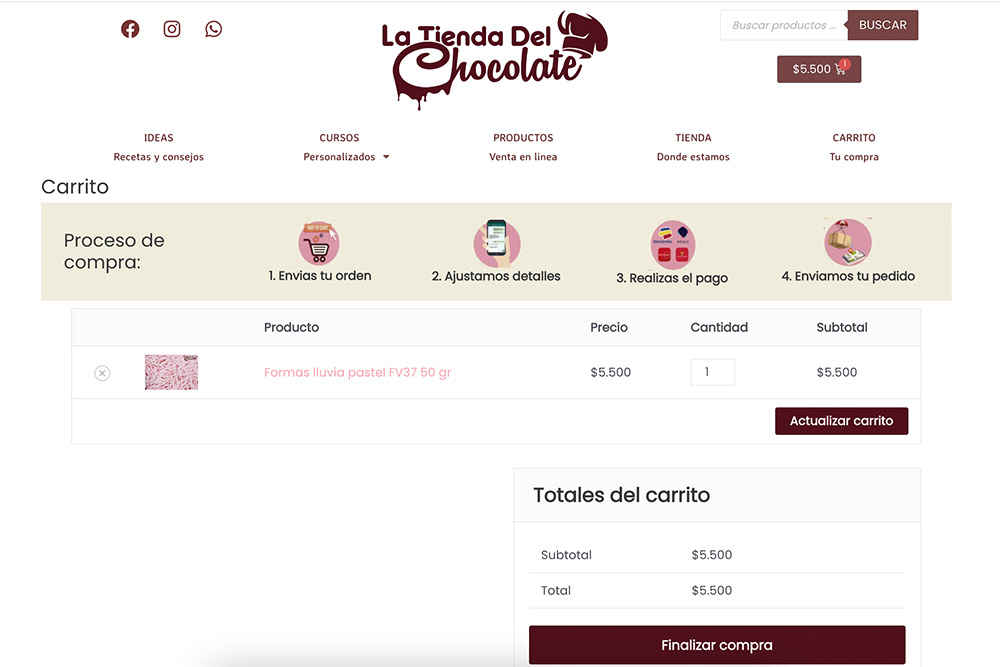 La Tienda Del
Chocolate
Buscar productos ...
BUSCAR
$5.500
1
IDEAS
Recetas y consejos
CURSOS
Personalizados
PRODUCTOS
Venta en línea
TIENDA
Donde estamos
CARRITO
Tu compra
Carrito
Proceso de
compra:
ADD TO CART
1. Envias tu orden
2. Ajustamos detalles
3. Realizas el pago
4. Enviamos tu pedido
Producto
Precio
Cantidad
Subtotal
Formas lluvia pastel FV37 50 gr
$5.500
1
$5.500
Actualizar carrito
Totales del carrito
Subtotal
$5.500
Total
$5.500
Finalizar compra